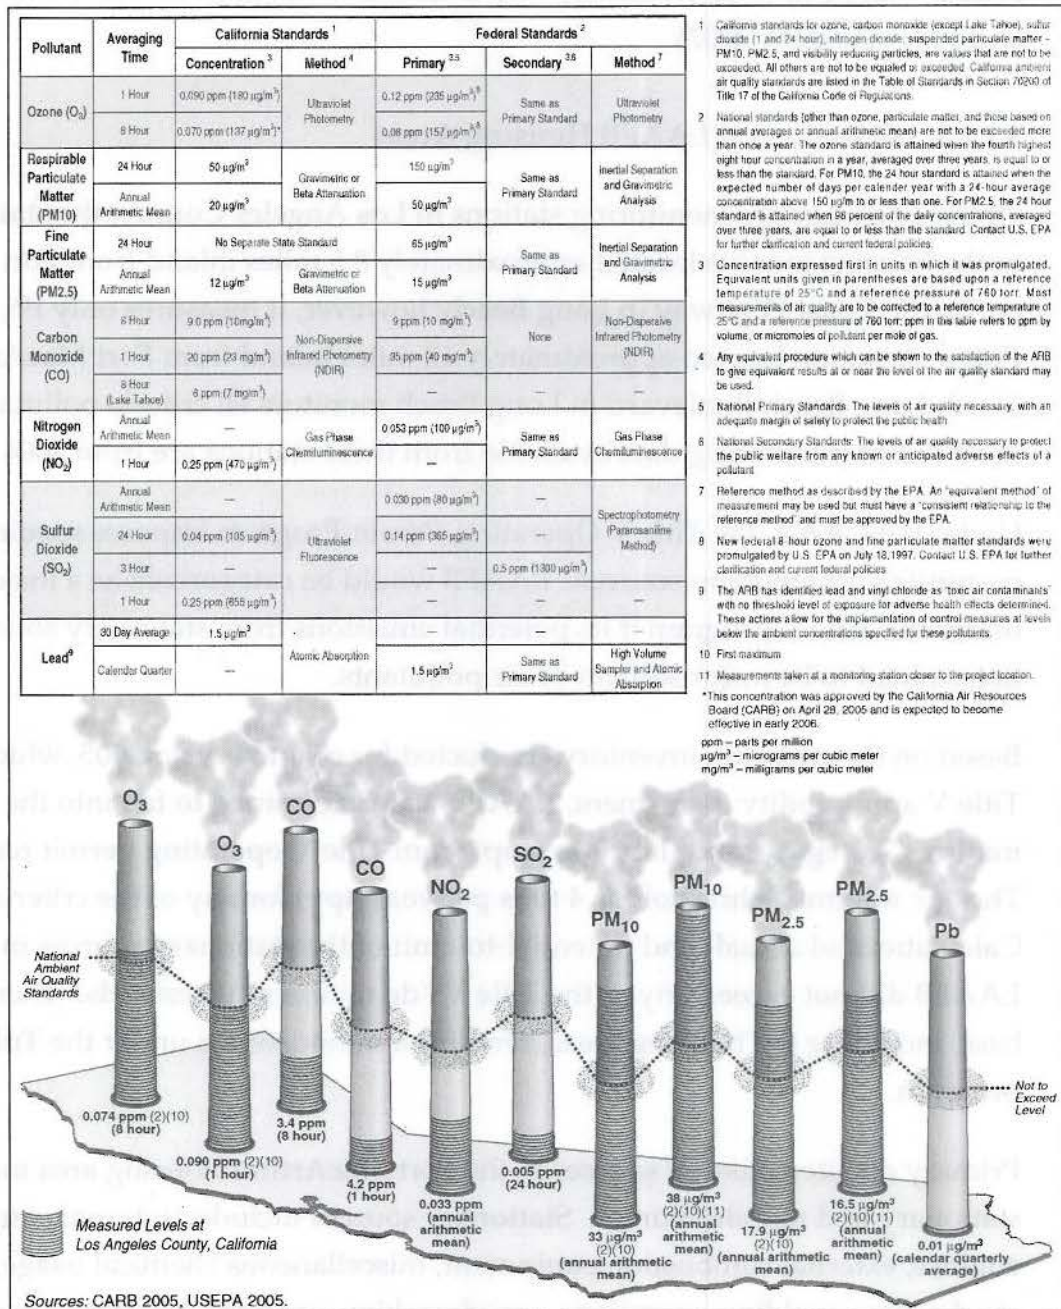 Pollutant
Averaging Time
California Standards 1
Federal Standards 2
Concentration 3
Method 4
Primary 3,5
Secondary 3,6
Method 7
Ozone (O3)
1 Hour
0.090 ppm (180 µg/m3)
Ultraviolet Photometry
0.12 ppm (235 µg/m3)8
Same as Primary Standard
Ultraviolet Photometry
8 Hour
0.070 ppm (137 µg/m3)*
0.08 ppm (157 µg/m3)8
Respirable Particulate Matter (PM10)
24 Hour
50 µg/m3
Gravimetric or Beta Attenuation
150 µg/m3
Same as Primary Standard
Inertial Separation and Gravimetric Analysis
Annual Arithmetic Mean
20 µg/m3
50 µg/m3
Fine Particulate Matter (PM2.5)
24 Hour
No Separate State Standard
65 µg/m3
Same as Primary Standard
Inertial Separation and Gravimetric Analysis
Annual Arithmetic Mean
12 µg/m3
Gravimetric or Beta Attenuation
15 µg/m3
Carbon Monoxide (CO)
8 Hour
9.0 ppm (10mg/m3)
Non-Dispersive Infrared Photometry (NDIR)
9 ppm (10 mg/m3)
None
Non-Dispersive Infrared Photometry (NDIR)
1 Hour
20 ppm (23 mg/m3)
35 ppm (40 mg/m3)
8 Hour (Lake Tahoe)
6 ppm (7 mg/m3)
Nitrogen Dioxide (NO2)
Annual Arithmetic Mean
—
Gas Phase Chemiluminescence
0.053 ppm (100 µg/m3)
Same as Primary Standard
Gas Phase Chemiluminescence
1 Hour
0.25 ppm (470 µg/m3)
—
Sulfur Dioxide (SO2)
Annual Arithmetic Mean
—
Ultraviolet Fluorescence
0.030 ppm (80 µg/m3)
—
Spectrophotometry (Pararosaniline Method)
24 Hour
0.04 ppm (105 µg/m3)
0.14 ppm (365 µg/m3)
—
3 Hour
—
—
0.5 ppm (1300 µg/m3)
1 Hour
0.25 ppm (655 µg/m3)
—
—
—
Lead9
30 Day Average
1.5 µg/m3
Atomic Absorption
—
—
—
Calendar Quarter
—
1.5 µg/m3
Same as Primary Standard
High Volume Sampler and Atomic Absorption
1 California standards for ozone, carbon monoxide (except Lake Tahoe), sulfur
dioxide (1 and 24 hour), nitrogen dioxide, suspended particulate matter –
PM10, PM2.5, and visibility reducing particles, are values that are not to be
exceeded. All others are not to be equaled or exceeded. California ambient
air quality standards are listed in the Table of Standards in Section 70200 of
Title 17 of the California Code of Regulations.
2 National standards (other than ozone, particulate matter, and those based on
annual averages or annual arithmetic mean) are not to be exceeded more
than once a year. The ozone standard is attained when the fourth highest
eight hour concentration in a year, averaged over three years, is equal to or
less than the standard. For PM10, the 24 hour standard is attained when the
expected number of days per calender year with a 24-hour average
concentration above 150 µg/m to or less than one. For PM2.5, the 24 hour
standard is attained when 98 percent of the daily concentrations, averaged
over three years, are equal to or less than the standard. Contact U.S. EPA
for further clarification and current federal policies.
3 Concentration expressed first in units in which it was promulgated.
Equivalent units given in parentheses are based upon a reference
temperature of 25°C and a reference pressure of 760 torr. Most
measurements of air quality are to be corrected to a reference temperature of
25°C and a reference pressure of 760 torr; ppm in this table refers to ppm by
volume, or micromoles of pollutant per mole of gas.
4 Any equivalent procedure which can be shown to the satisfaction of the ARB
to give equivalent results at or near the level of the air quality standard may
be used.
5 National Primary Standards: The levels of air quality necessary, with an
adequate margin of safety to protect the public health
6 National Secondary Standards: The levels of air quality necessary to protect
the public welfare from any known or anticipated adverse effects of a
pollutant
7 Reference method as described by the EPA. An "equivalent method" of
measurement may be used but must have a "consistent relationship to the
reference method" and must be approved by the EPA.
8 New federal 8-hour ozone and fine particulate matter standards were
promulgated by U.S. EPA on July 18,1997. Contact U.S. EPA for further
clarification and current federal policies
9 The ARB has identified lead and vinyl chloride as "toxic air contaminants"
with no threshold level of exposure for adverse health effects determined.
These actions allow for the implementation of control measures at levels
below the ambient concentrations specified for these pollutants.
10 First maximum
11 Measurements taken at a monitoring station closer to the project location.
*This concentration was approved by the California Air Resources
Board (CARB) on April 28, 2005 and is expected to become
effective in early 2006.
ppm – parts per million
µg/m3 – micrograms per cubic meter
mg/m3 – milligrams per cubic meter
O3
O3
CO
CO
NO2
SO2
PM10
PM10
PM2.5
PM2.5
Pb
National
Ambient
Air Quality
Standards
Not to
Exceed
Level
0.074 ppm (2)(10)
(8 hour)
0.090 ppm (2)(10)
(1 hour)
3.4 ppm
(8 hour)
4.2 ppm
(1 hour)
0.033 ppm
(annual
arithmetic
mean)
0.005 ppm
(24 hour)
33 µg/m3
(2)(10)
(annual arithmetic
mean)
38 µg/m3
(2)(10)(11)
(annual
arithmetic
mean)
17.9 µg/m3
(2)(10)
(annual arithmetic
mean)
16.5 µg/m3
(2)(10)(11)
(annual
arithmetic
mean)
0.01 µg/m3
(calendar quarterly
average)
Measured Levels at
Los Angeles County, California
Sources: CARB 2005, USEPA 2005.